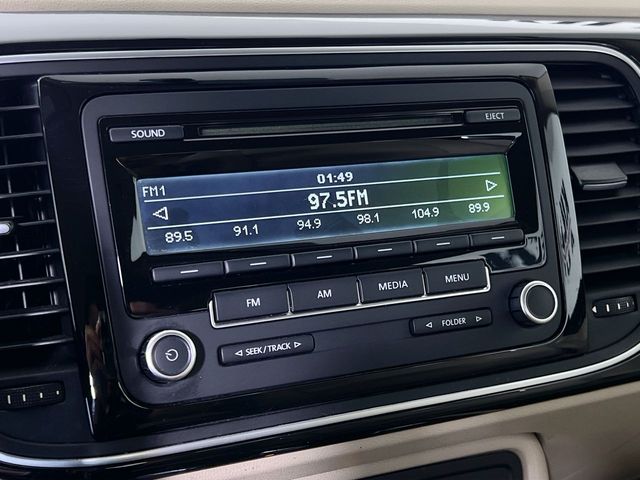 SOUND
EJECT
01:49
FM1
97.5FM
89.5 91.1 94.9 98.1 104.9 89.9
FM AM MEDIA MENU
SEEK/TRACK
FOLDER